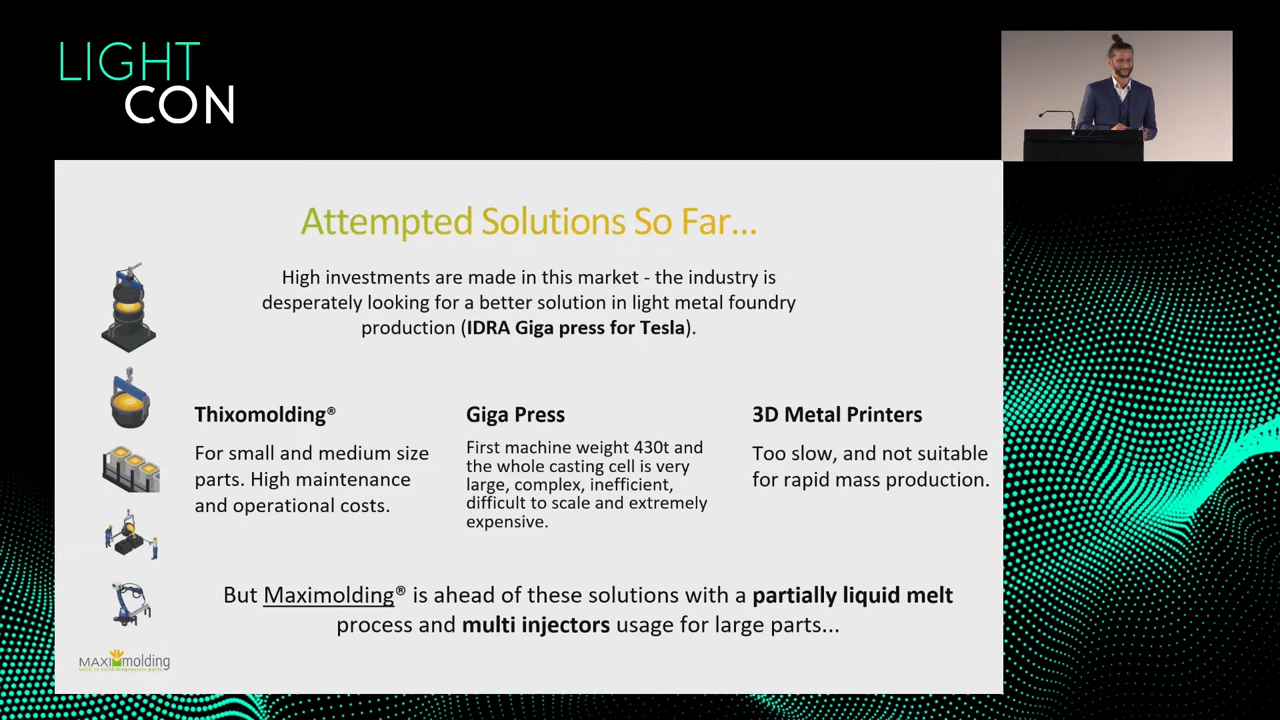 LIGHT
CON
Attempted Solutions So Far...
High investments are made in this market - the industry is
desperately looking for a better solution in light metal foundry
production (IDRA Giga press for Tesla).
Thixomolding®
For small and medium size
parts. High maintenance
and operational costs.
Giga Press
First machine weight 430t and
the whole casting cell is very
large, complex, inefficient,
difficult to scale and extremely
expensive.
3D Metal Printers
Too slow, and not suitable
for rapid mass production.
But Maximolding® is ahead of these solutions with a partially liquid melt
process and multi injectors usage for large parts...
MAXImolding
solid to solid magnesium parts